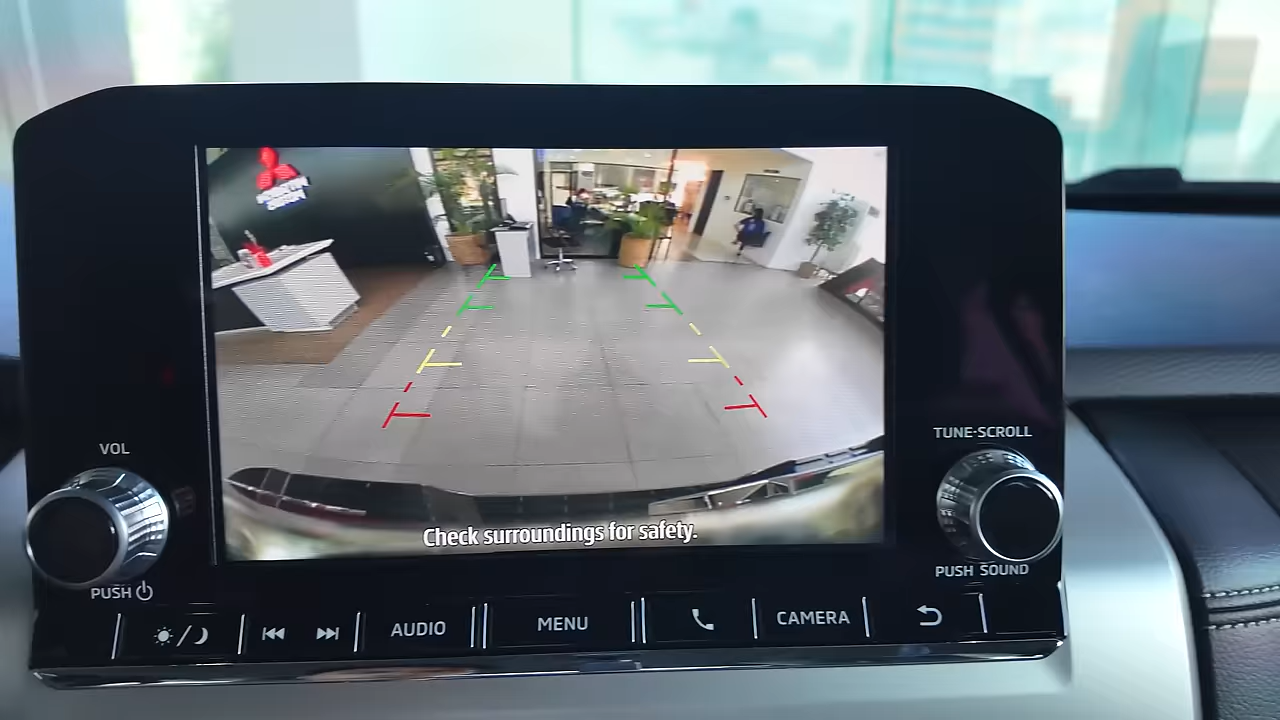 VOL
TUNE·SCROLL
Check surroundings for safety.
PUSH
PUSH SOUND
AUDIO
MENU
CAMERA